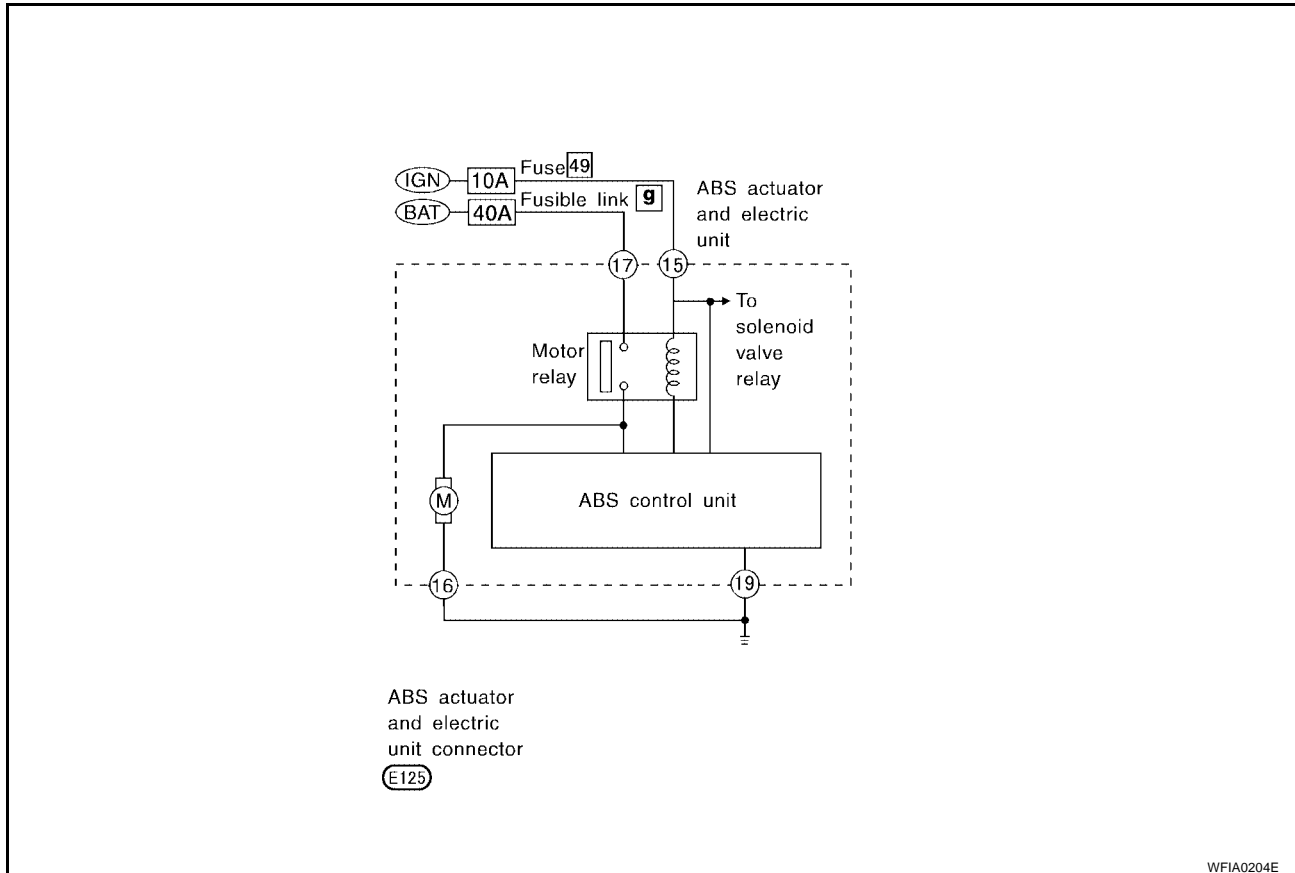 IGN 10A Fuse 49
BAT 40A Fusible link g
ABS actuator
and electric
unit
17 15
To
solenoid
valve
relay
Motor
relay
M
ABS control unit
16 19
ABS actuator
and electric
unit connector
E125
WFIA0204E